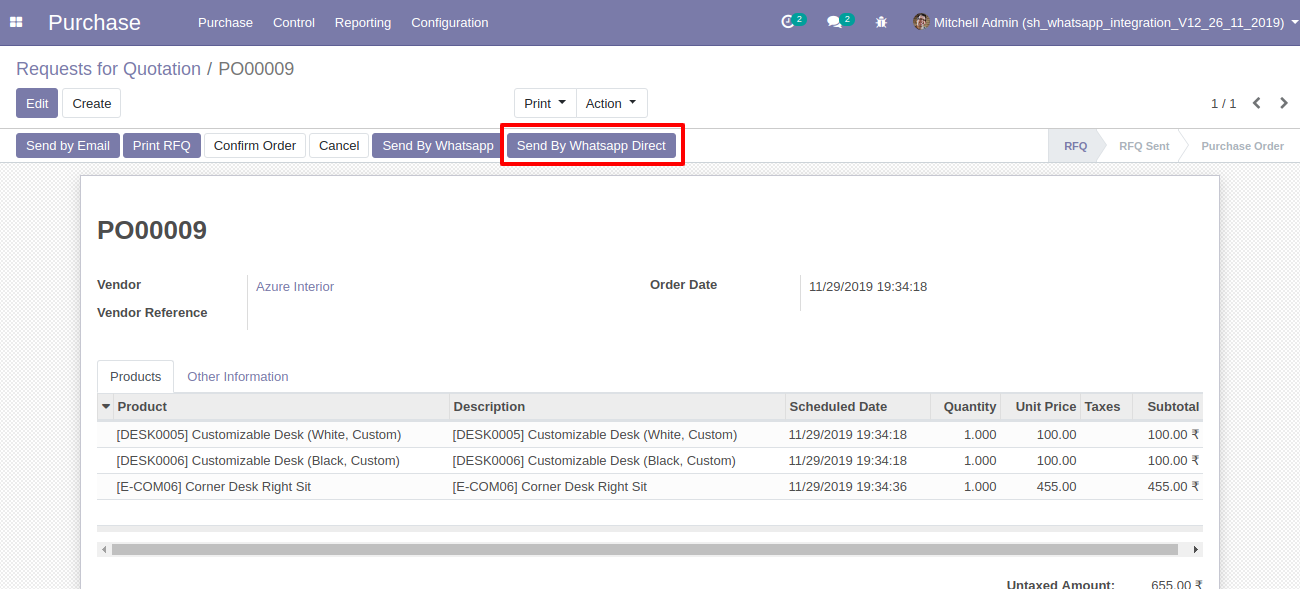 Purchase Purchase Control Reporting Configuration 2 2 Mitchell Admin (sh_whatsapp_integration_V12_26_11_2019)
Requests for Quotation / PO00009
Edit Create Print Action 1 / 1
Send by Email Print RFQ Confirm Order Cancel Send By Whatsapp Send By Whatsapp Direct RFQ RFQ Sent Purchase Order
PO00009
Vendor Azure Interior Order Date 11/29/2019 19:34:18
Vendor Reference
Products Other Information
Product Description Scheduled Date Quantity Unit Price Taxes Subtotal
[DESK0005] Customizable Desk (White, Custom) [DESK0005] Customizable Desk (White, Custom) 11/29/2019 19:34:18 1.000 100.00 100.00 ₹
[DESK0006] Customizable Desk (Black, Custom) [DESK0006] Customizable Desk (Black, Custom) 11/29/2019 19:34:18 1.000 100.00 100.00 ₹
[E-COM06] Corner Desk Right Sit [E-COM06] Corner Desk Right Sit 11/29/2019 19:34:36 1.000 455.00 455.00 ₹
Untaxed Amount: 655.00 ₹